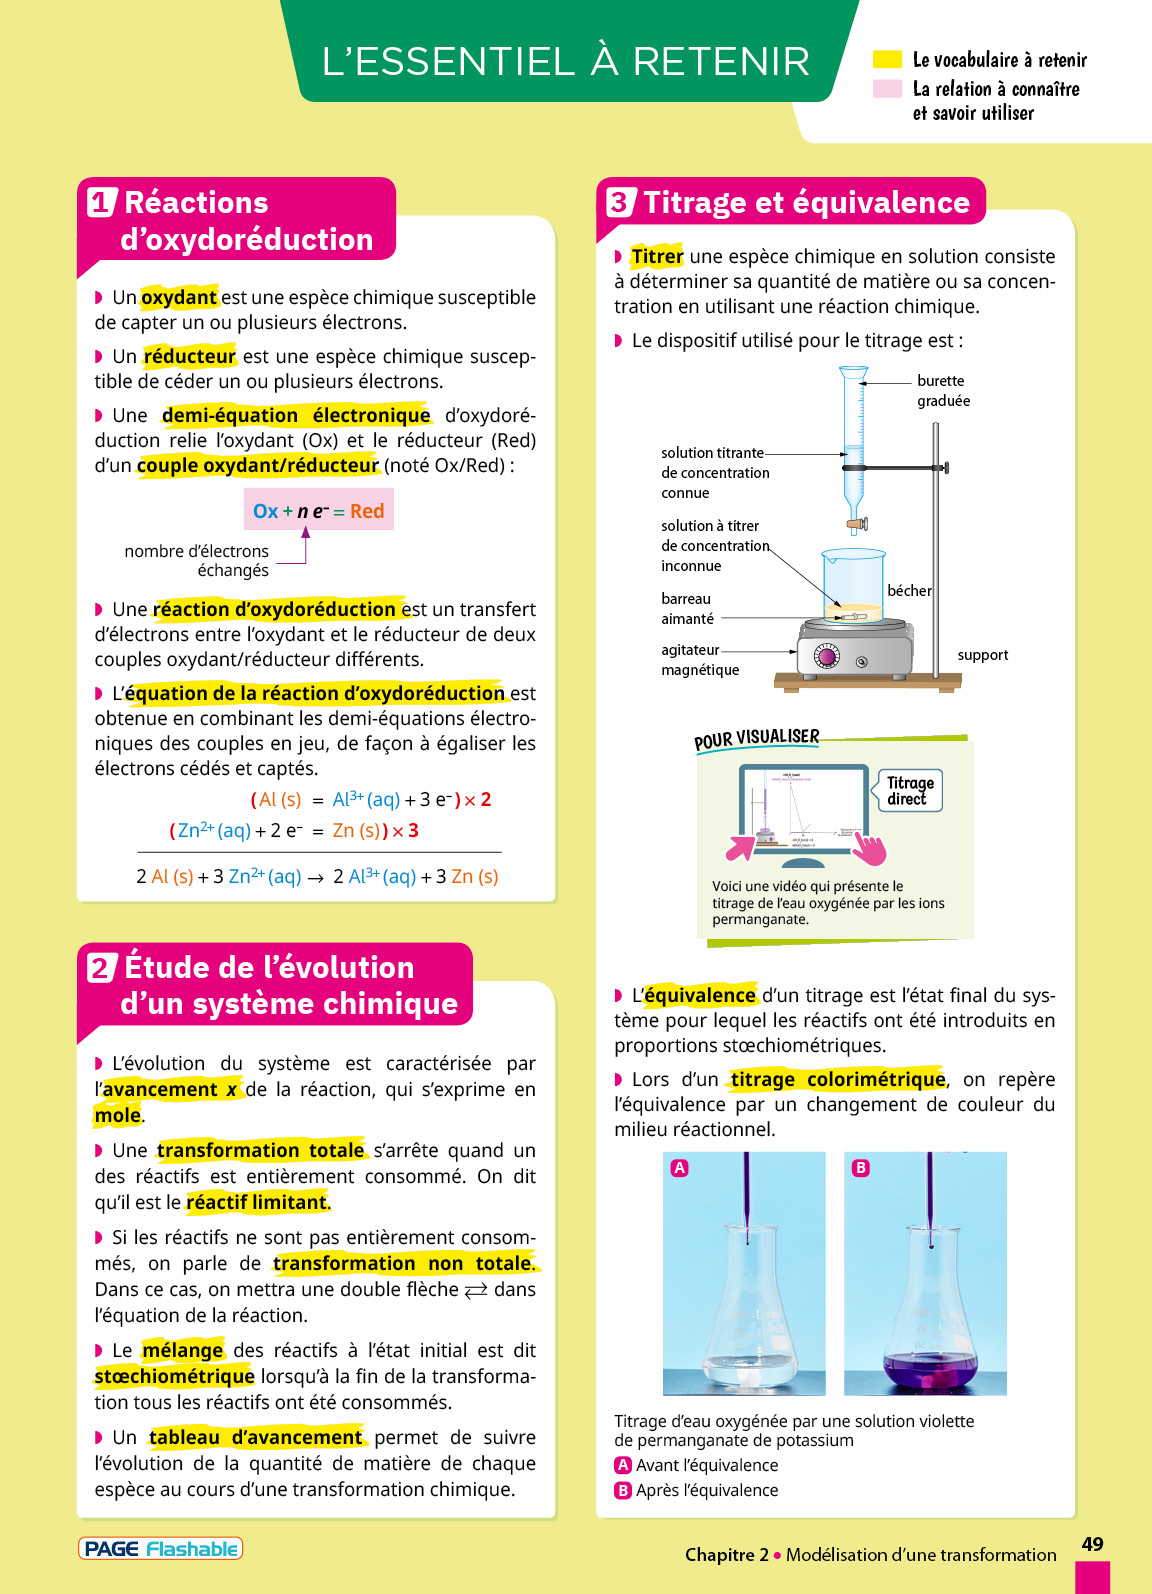 L'ESSENTIEL À RETENIR
Le vocabulaire à retenir
La relation à connaître
et savoir utiliser
1 Réactions
d'oxydoréduction
Un oxydant est une espèce chimique susceptible
de capter un ou plusieurs électrons.
Un réducteur est une espèce chimique suscep-
tible de céder un ou plusieurs électrons.
Une demi-équation électronique d'oxydoré-
duction relie l'oxydant (Ox) et le réducteur (Red)
d'un couple oxydant/réducteur (noté Ox/Red) :
Ox + n e⁻ = Red
nombre d'électrons
échangés
Une réaction d'oxydoréduction est un transfert
d'électrons entre l'oxydant et le réducteur de deux
couples oxydant/réducteur différents.
L'équation de la réaction d'oxydoréduction est
obtenue en combinant les demi-équations électro-
niques des couples en jeu, de façon à égaliser les
électrons cédés et captés.
(Al (s) = Al³⁺(aq) + 3 e⁻) × 2
(Zn²⁺(aq) + 2 e⁻ = Zn (s)) × 3
2 Al (s) + 3 Zn²⁺(aq) → 2 Al³⁺(aq) + 3 Zn (s)
2 Étude de l'évolution
d'un système chimique
L'évolution du système est caractérisée par
l'avancement x de la réaction, qui s'exprime en
mole.
Une transformation totale s'arrête quand un
des réactifs est entièrement consommé. On dit
qu'il est le réactif limitant.
Si les réactifs ne sont pas entièrement consom-
més, on parle de transformation non totale.
Dans ce cas, on mettra une double flèche ⇄ dans
l'équation de la réaction.
Le mélange des réactifs à l'état initial est dit
stœchiométrique lorsqu'à la fin de la transforma-
tion tous les réactifs ont été consommés.
Un tableau d'avancement permet de suivre
l'évolution de la quantité de matière de chaque
espèce au cours d'une transformation chimique.
3 Titrage et équivalence
Titrer une espèce chimique en solution consiste
à déterminer sa quantité de matière ou sa concen-
tration en utilisant une réaction chimique.
Le dispositif utilisé pour le titrage est :
burette
graduée
solution titrante
de concentration
connue
solution à titrer
de concentration
inconnue
bécher
barreau
aimanté
agitateur
magnétique
support
POUR VISUALISER
Titrage
direct
Voici une vidéo qui présente le
titrage de l'eau oxygénée par les ions
permanganate.
L'équivalence d'un titrage est l'état final du sys-
tème pour lequel les réactifs ont été introduits en
proportions stœchiométriques.
Lors d'un titrage colorimétrique, on repère
l'équivalence par un changement de couleur du
milieu réactionnel.
A
B
Titrage d'eau oxygénée par une solution violette
de permanganate de potassium
A Avant l'équivalence
B Après l'équivalence
PAGE Flashable
Chapitre 2 • Modélisation d'une transformation
49